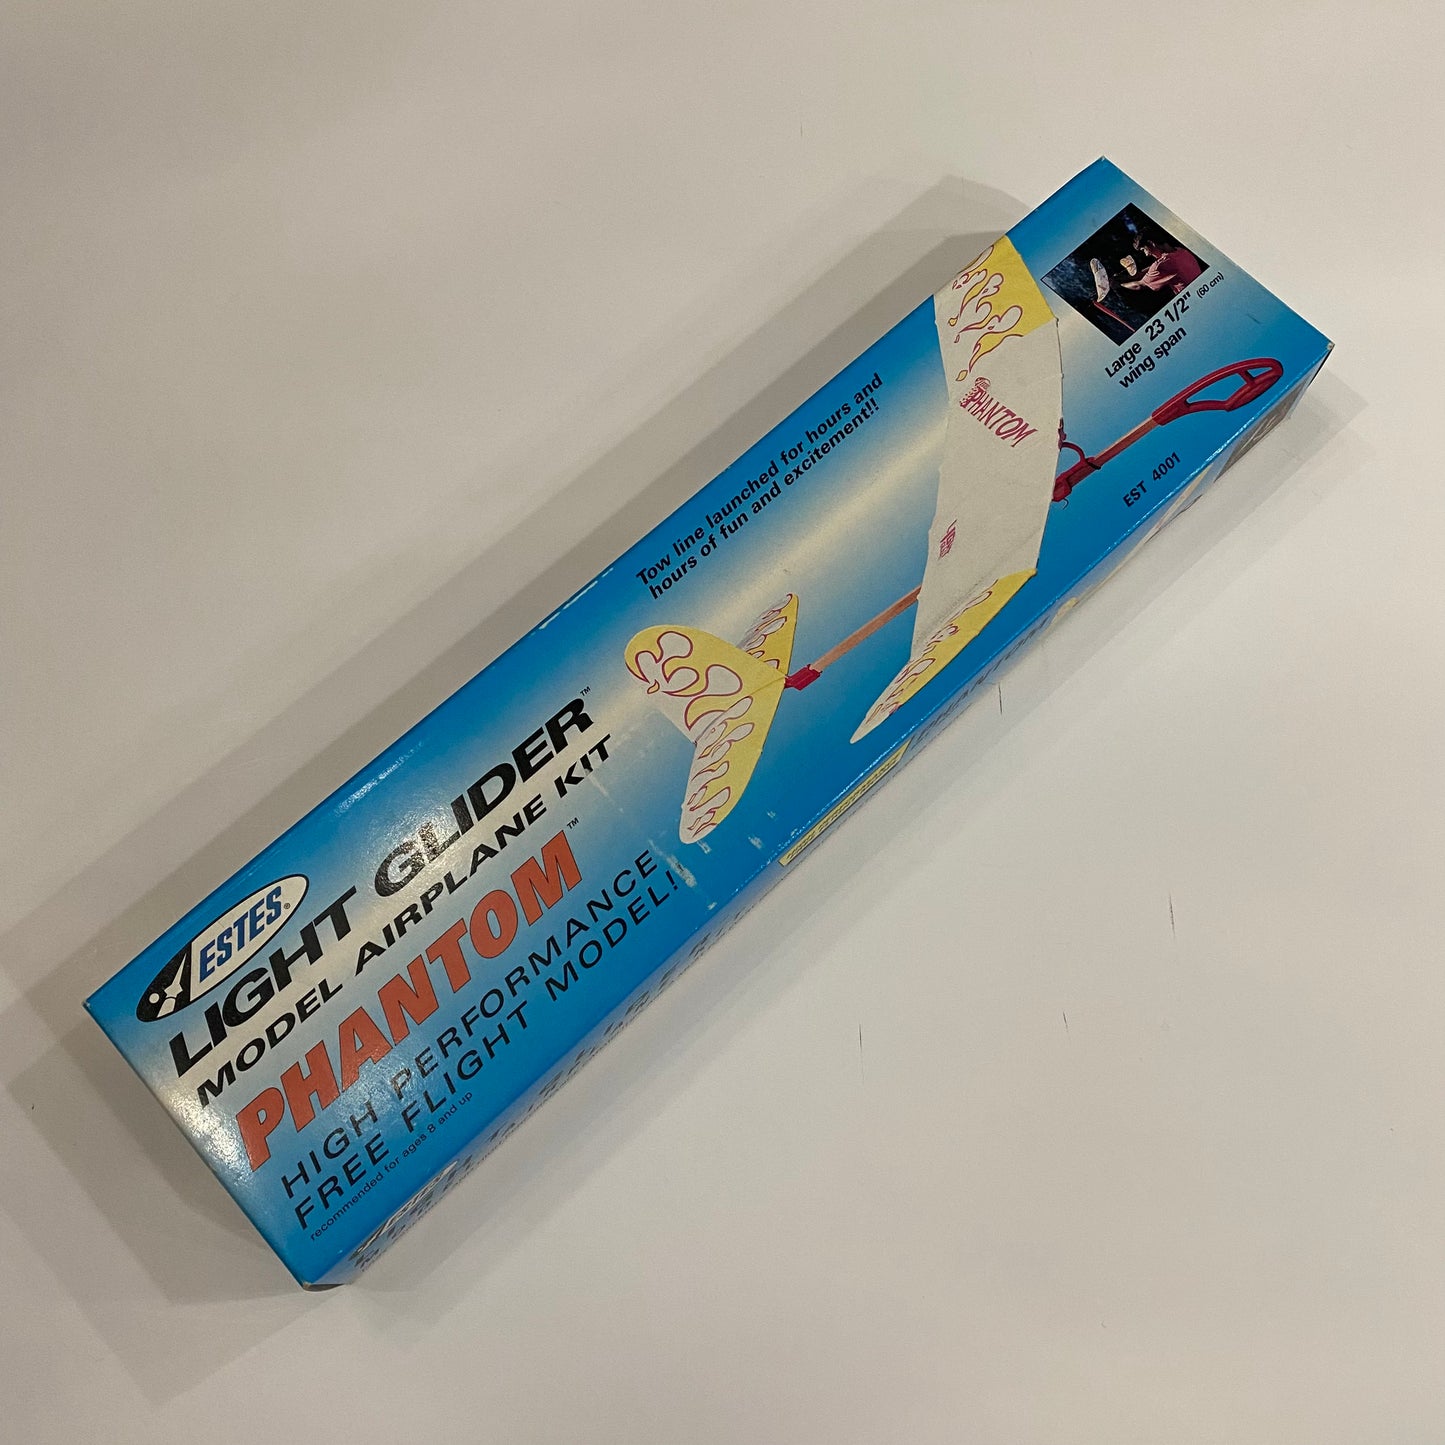 ESTES®
LIGHT GLIDER™
MODEL AIRPLANE KIT
PHANTOM™
HIGH PERFORMANCE
FREE FLIGHT MODEL!
recommended for ages 8 and up
Tow line launched for hours and
hours of fun and excitement!!
PHANTOM
Large 23 1/2" (60 cm)
wing span
EST 4001